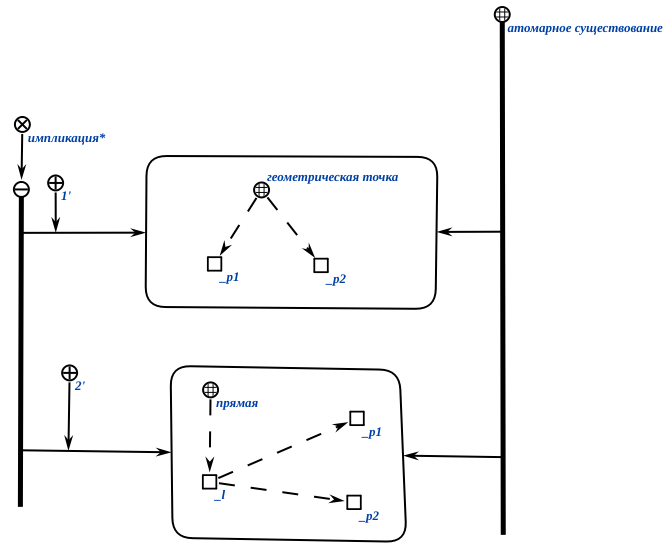 атомарное существование
импликация*
геометрическая точка
1'
_p1
_p2
2'
прямая
_p1
_l
_p2